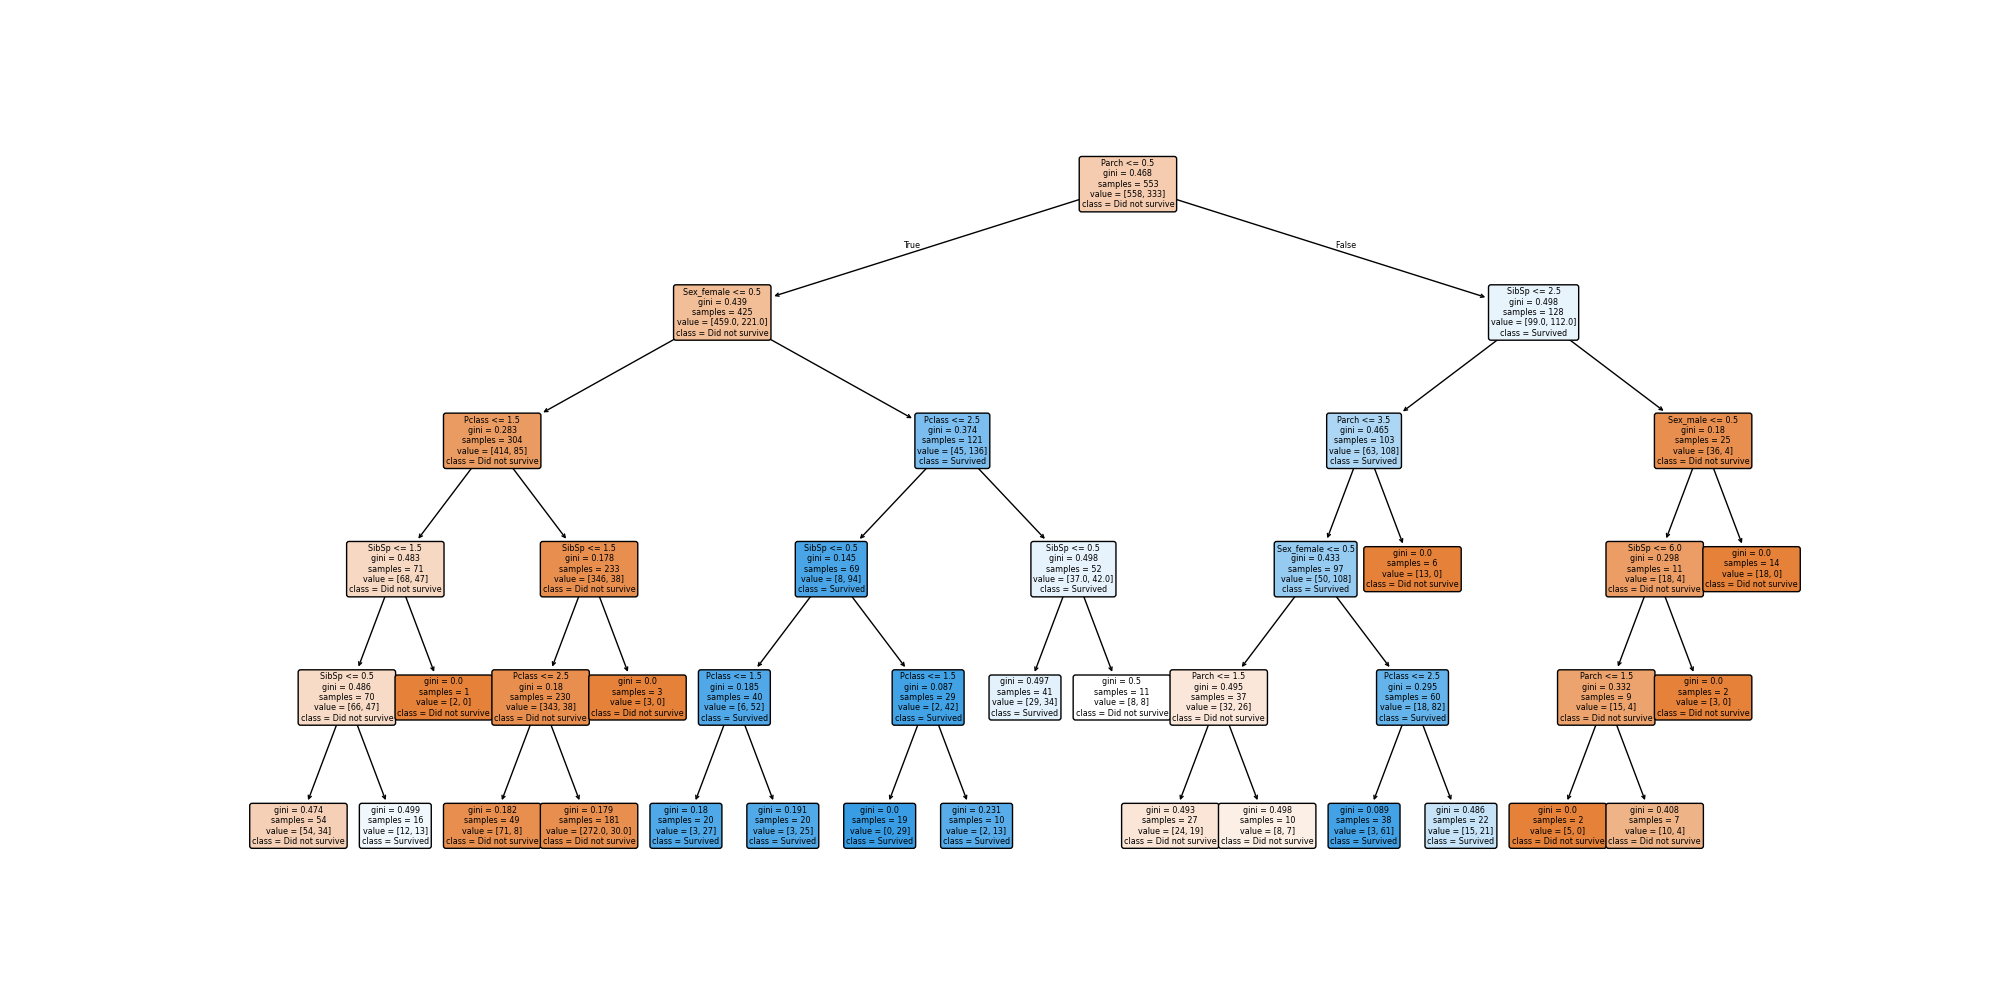 Parch <= 0.5
gini = 0.468
samples = 553
value = [558, 333]
class = Did not survive
True
False
Sex_female <= 0.5
gini = 0.439
samples = 425
value = [459.0, 221.0]
class = Did not survive
SibSp <= 2.5
gini = 0.498
samples = 128
value = [99.0, 112.0]
class = Survived
Pclass <= 1.5
gini = 0.283
samples = 304
value = [414, 85]
class = Did not survive
Pclass <= 2.5
gini = 0.374
samples = 121
value = [45, 136]
class = Survived
Parch <= 3.5
gini = 0.465
samples = 103
value = [63, 108]
class = Survived
Sex_male <= 0.5
gini = 0.18
samples = 25
value = [36, 4]
class = Did not survive
SibSp <= 1.5
gini = 0.483
samples = 71
value = [68, 47]
class = Did not survive
SibSp <= 1.5
gini = 0.178
samples = 233
value = [346, 38]
class = Did not survive
SibSp <= 0.5
gini = 0.145
samples = 69
value = [8, 94]
class = Survived
SibSp <= 0.5
gini = 0.498
samples = 52
value = [37.0, 42.0]
class = Survived
Sex_female <= 0.5
gini = 0.433
samples = 97
value = [50, 108]
class = Survived
gini = 0.0
samples = 6
value = [13, 0]
class = Did not survive
SibSp <= 6.0
gini = 0.298
samples = 11
value = [18, 4]
class = Did not survive
gini = 0.0
samples = 14
value = [18, 0]
class = Did not survive
SibSp <= 0.5
gini = 0.486
samples = 70
value = [66, 47]
class = Did not survive
gini = 0.0
samples = 1
value = [2, 0]
class = Did not survive
Pclass <= 2.5
gini = 0.18
samples = 230
value = [343, 38]
class = Did not survive
gini = 0.0
samples = 3
value = [3, 0]
class = Did not survive
Pclass <= 1.5
gini = 0.185
samples = 40
value = [6, 52]
class = Survived
Pclass <= 1.5
gini = 0.087
samples = 29
value = [2, 42]
class = Survived
gini = 0.497
samples = 41
value = [29, 34]
class = Survived
gini = 0.5
samples = 11
value = [8, 8]
class = Did not survive
Parch <= 1.5
gini = 0.495
samples = 37
value = [32, 26]
class = Did not survive
Pclass <= 2.5
gini = 0.295
samples = 60
value = [18, 82]
class = Survived
Parch <= 1.5
gini = 0.332
samples = 9
value = [15, 4]
class = Did not survive
gini = 0.0
samples = 2
value = [3, 0]
class = Did not survive
gini = 0.474
samples = 54
value = [54, 34]
class = Did not survive
gini = 0.499
samples = 16
value = [12, 13]
class = Survived
gini = 0.182
samples = 49
value = [71, 8]
class = Did not survive
gini = 0.179
samples = 181
value = [272.0, 30.0]
class = Did not survive
gini = 0.18
samples = 20
value = [3, 27]
class = Survived
gini = 0.191
samples = 20
value = [3, 25]
class = Survived
gini = 0.0
samples = 19
value = [0, 29]
class = Survived
gini = 0.231
samples = 10
value = [2, 13]
class = Survived
gini = 0.493
samples = 27
value = [24, 19]
class = Did not survive
gini = 0.498
samples = 10
value = [8, 7]
class = Did not survive
gini = 0.089
samples = 38
value = [3, 61]
class = Survived
gini = 0.486
samples = 22
value = [15, 21]
class = Survived
gini = 0.0
samples = 2
value = [5, 0]
class = Did not survive
gini = 0.408
samples = 7
value = [10, 4]
class = Did not survive